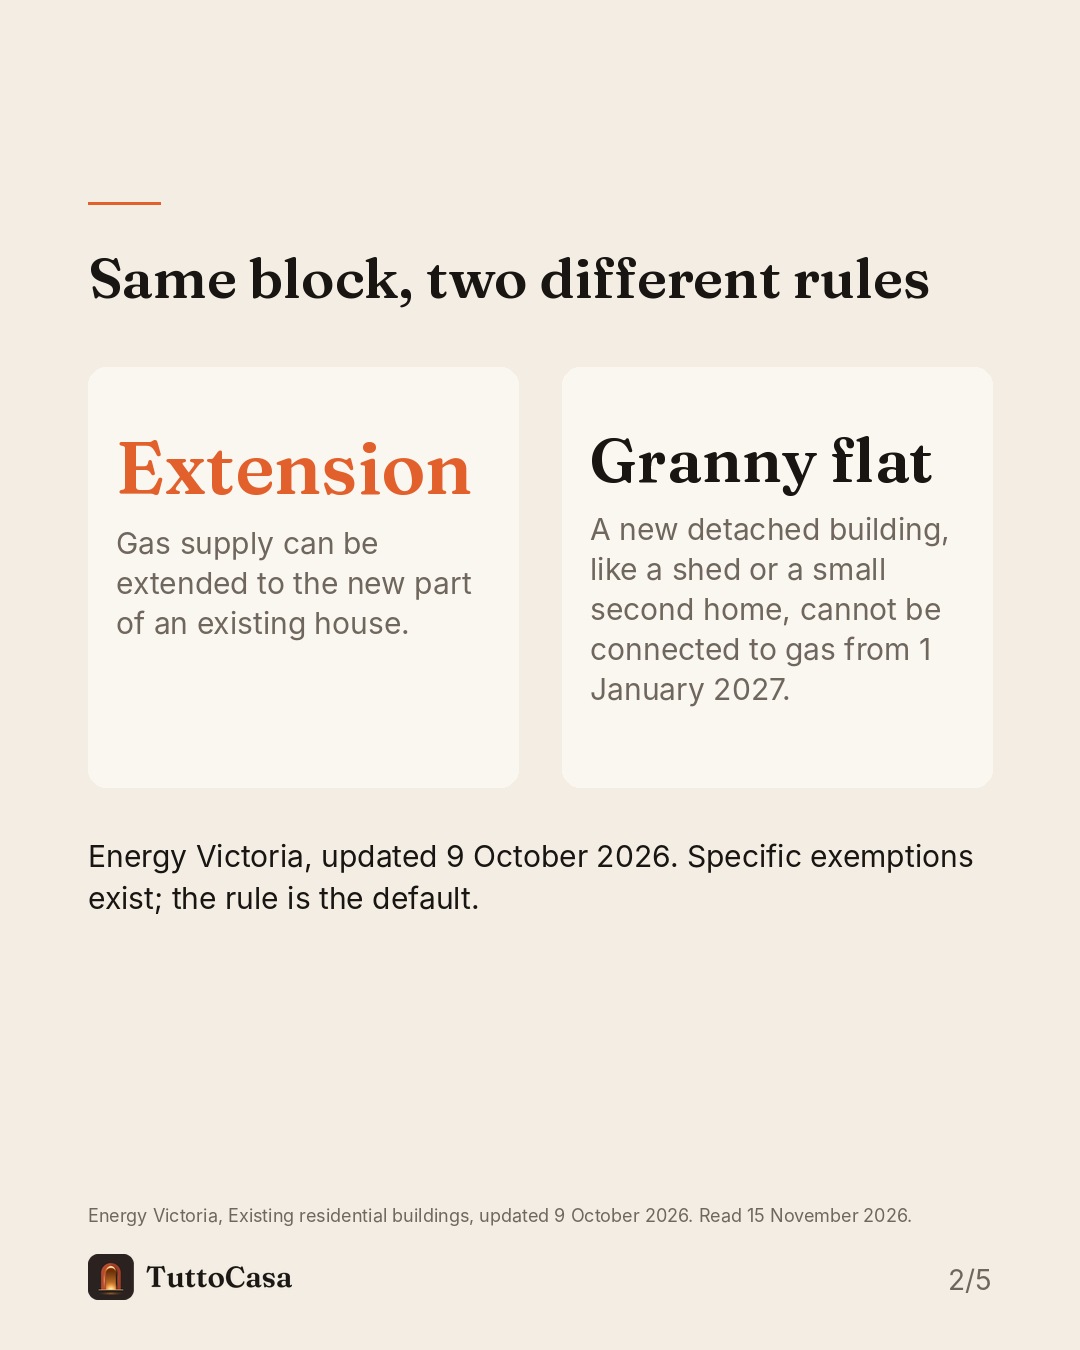 Same block, two different rules
Extension
Gas supply can be
extended to the new part
of an existing house.
Granny flat
A new detached building,
like a shed or a small
second home, cannot be
connected to gas from 1
January 2027.
Energy Victoria, updated 9 October 2026. Specific exemptions
exist; the rule is the default.
Energy Victoria, Existing residential buildings, updated 9 October 2026. Read 15 November 2026.
TuttoCasa
2/5